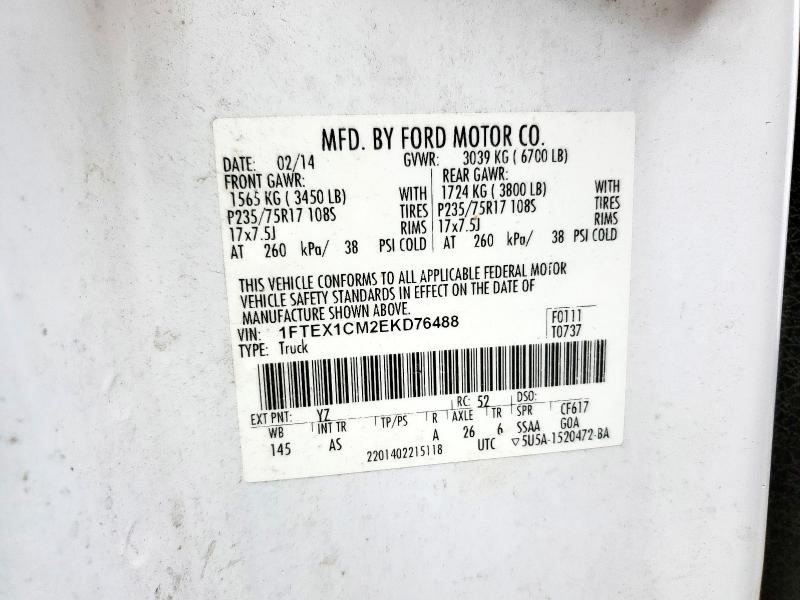 MFD. BY FORD MOTOR CO.
DATE: 02/14 GVWR: 3039 KG ( 6700 LB)
FRONT GAWR: REAR GAWR:
1565 KG ( 3450 LB) WITH 1724 KG ( 3800 LB) WITH
P235/75R17 108S TIRES P235/75R17 108S TIRES
17x7.5J RIMS 17x7.5J RIMS
AT 260 kPa/ 38 PSI COLD AT 260 kPa/ 38 PSI COLD
THIS VEHICLE CONFORMS TO ALL APPLICABLE FEDERAL MOTOR
VEHICLE SAFETY STANDARDS IN EFFECT ON THE DATE OF
MANUFACTURE SHOWN ABOVE.
VIN: 1FTEX1CM2EKD76488 F0111
TYPE: Truck T0737
EXT PNT: YZ RC: 52 DSO:
WB INT TR TP/PS R AXLE TR SPR CF617
145 AS A 26 6 SSAA GOA
2201402215118 UTC ▽5U5A-1520472-BA